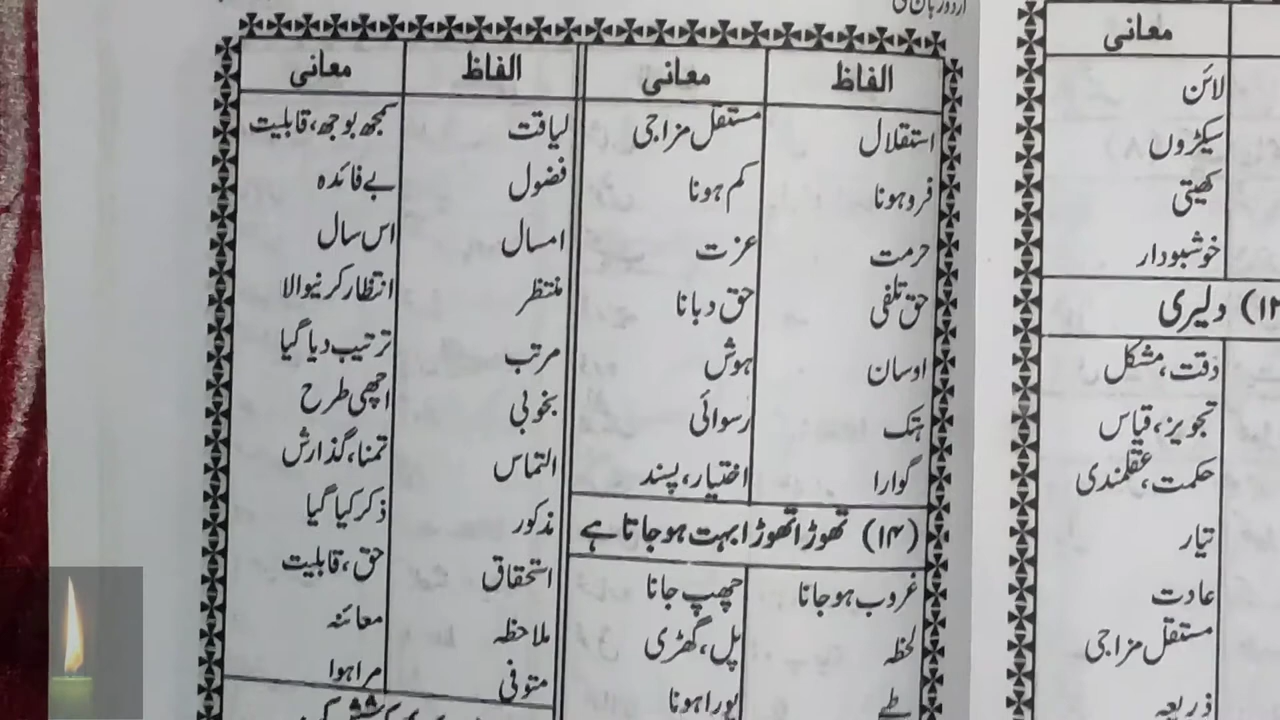 الفاظ معانی
استقلال مستقل مزاجی
فرو ہونا کم ہونا
حرمت عزت
حق تلفی حق دبانا
اوسان ہوش
ہتک رسوائی
گوارا اختیار، پسند
(۱۴) تھوڑا تھوڑا بہت ہو جاتا ہے
غروب ہو جانا چھپ جانا
لحظہ پل، گھڑی
طے پورا ہونا
الفاظ معانی
لیاقت سمجھ بوجھ، قابلیت
فضول بے فائدہ
امسال اس سال
منتظر انتظار کرنیوالا
مرتب ترتیب دیا گیا
بخوبی اچھی طرح
التماس تمنا، گذارش
مذکور ذکر کیا گیا
استحقاق حق، قابلیت
ملاحظہ معائنہ
متوفی مرا ہوا
معانی
لائن
سیکڑوں
کھیتی
خوشبودار
دلیری
دقت، مشکل
تجویز، قیاس
حکمت، عقلمندی
تیار
عادت
مستقل مزاجی
ذریعہ